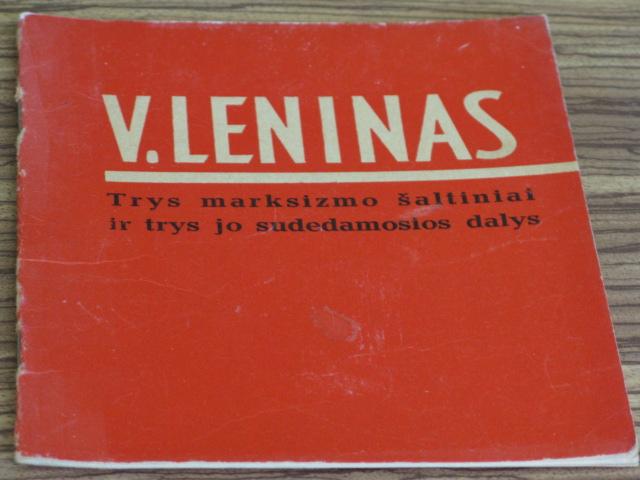 V. LENINAS
Trys marksizmo šaltiniai
ir trys jo sudedamosios dalys